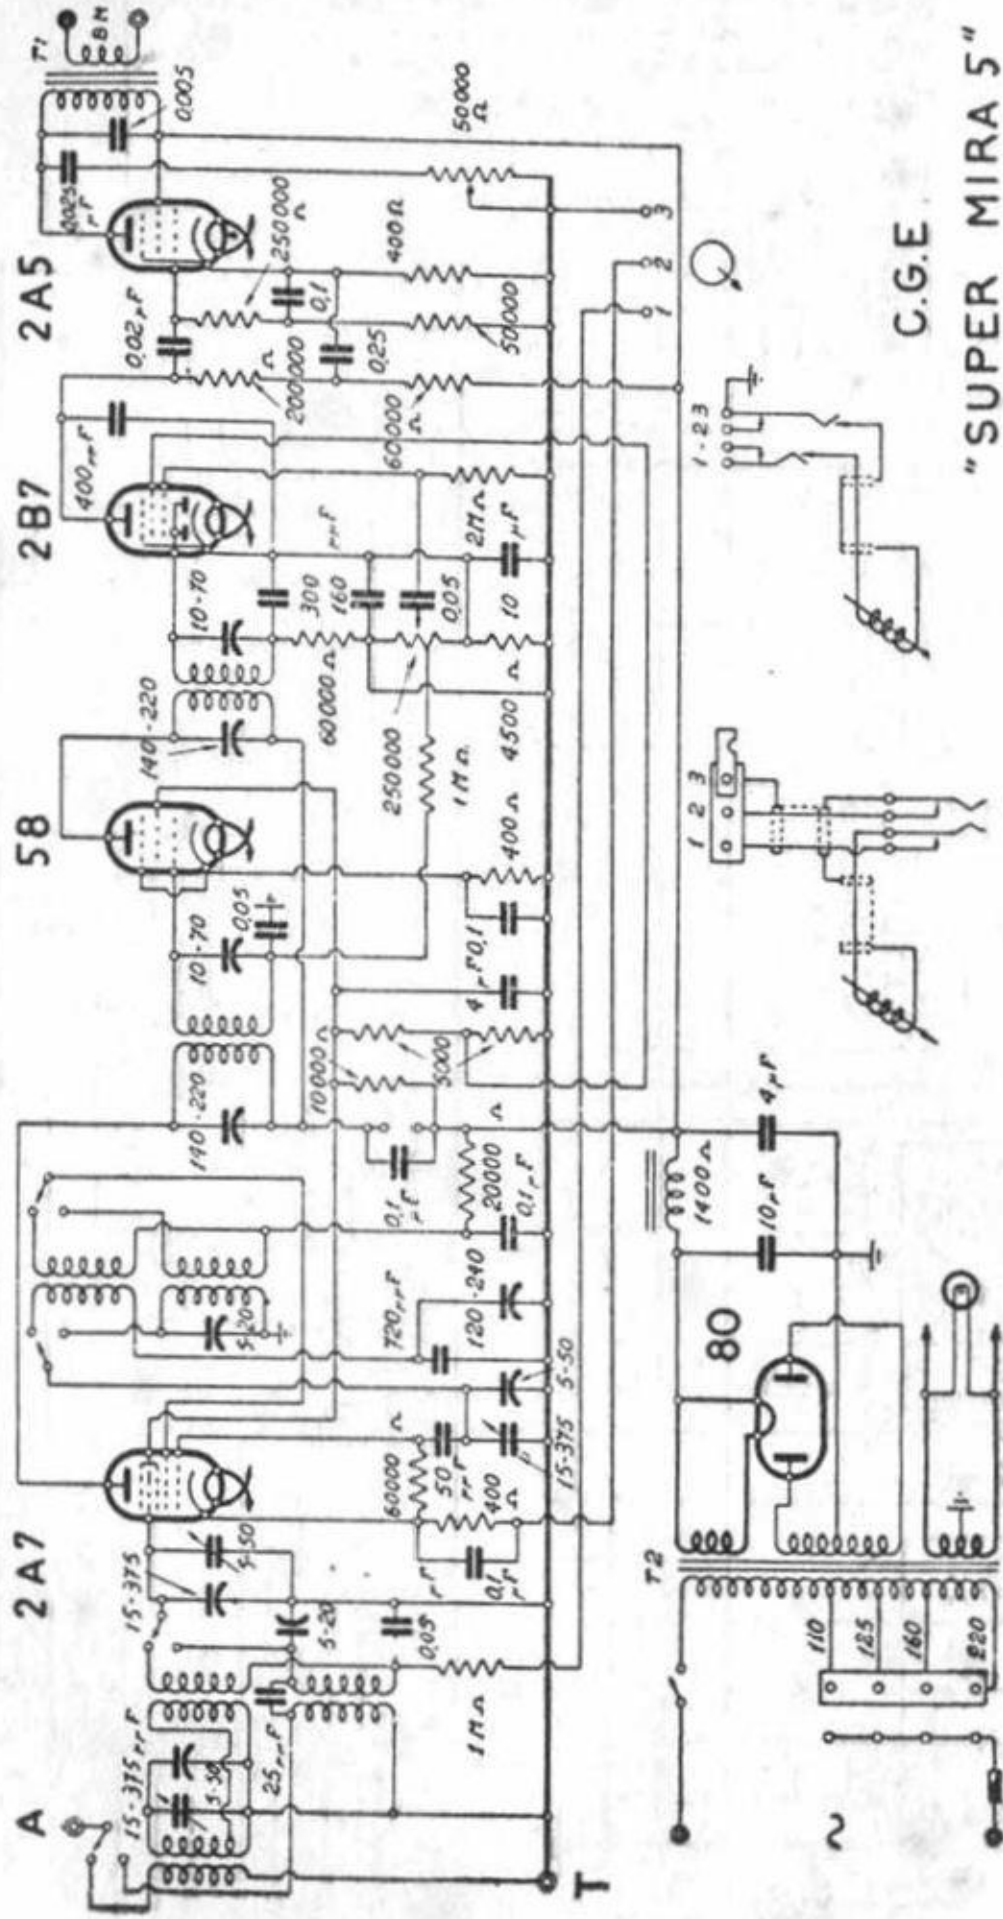 A
2A7
58
2B7
2A5
T1
BM
15-375 μμF
5-50
25 μμF
15-375
5-50
5-20
0,05
1 MΩ
5-20
140-220
10-70
0,05
140-220
10-70
400 μμF
0,02 μF
0,025 μF
0,005
250000 Ω
200000 Ω
0,1
0,25
400 Ω
50000
50000 Ω
60000 Ω
300
160
μμF
60000 Ω
250000
0,05
2 MΩ
10 μF
4500 Ω
1 MΩ
400 Ω
0,1
4 μF
10000 Ω
5000
0,1 μF
20000 Ω
0,1 μF
720 μμF
120-240
5-50
15-375
60000 Ω
50 μμF
400 Ω
0,1 μF
T
1 2 3
T2
80
1400 Ω
10 μF
4 μF
110
125
160
220
~
1 2 3
1-23
C.G.E.
"SUPER MIRA 5"